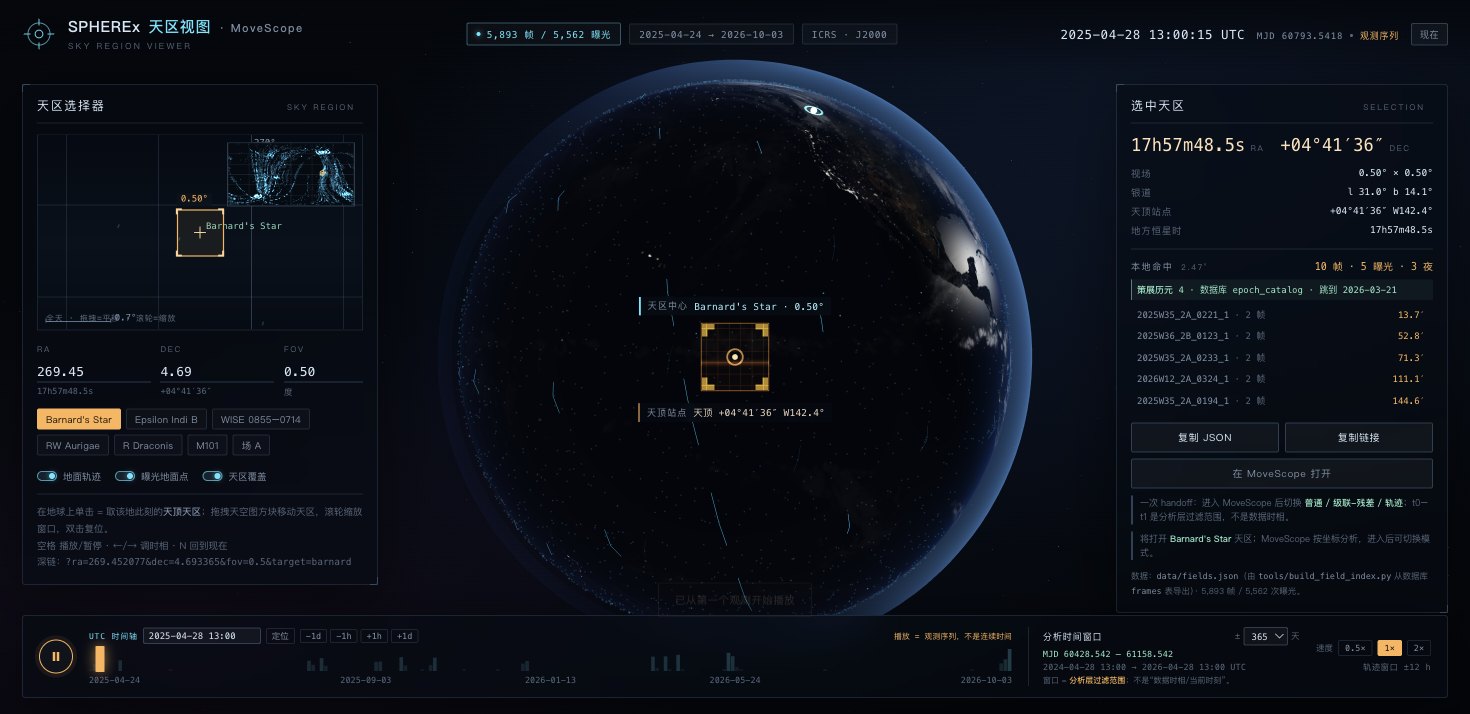 SPHEREx 天区视图 · MoveScope
SKY REGION VIEWER
5,893 帧 / 5,562 曝光
2025-04-24 → 2026-10-03
ICRS · J2000
2025-04-28 13:00:15 UTC MJD 60793.5418 • 观测序列
现在
天区选择器
SKY REGION
270°
0.50°
Barnard's Star
全天 · 拖拽=平移 0.7° 滚轮=缩放
RA DEC FOV
269.45 4.69 0.50
17h57m48.5s +04°41′36″ 度
Barnard's Star Epsilon Indi B WISE 0855−0714
RW Aurigae R Draconis M101 场 A
地面轨迹 曝光地面点 天区覆盖
在地球上单击 = 取该地此刻的天顶天区; 拖拽天空图方块移动天区, 滚轮缩放
窗口, 双击复位。
空格 播放/暂停 · ←/→ 调时相 · N 回到现在
深链: ?ra=269.452077&dec=4.693365&fov=0.5&target=barnard
天区中心 Barnard's Star · 0.50°
天顶站点 天顶 +04°41′36″ W142.4°
已从第一个观测开始播放
选中天区
SELECTION
17h57m48.5s RA +04°41′36″ DEC
视场 0.50° × 0.50°
银道 l 31.0° b 14.1°
天顶站点 +04°41′36″ W142.4°
地方恒星时 17h57m48.5s
本地命中 2.47° 10 帧 · 5 曝光 · 3 夜
策展历元 4 · 数据库 epoch_catalog · 跳到 2026-03-21
2025W35_2A_0221_1 · 2 帧 13.7′
2025W36_2B_0123_1 · 2 帧 52.8′
2025W35_2A_0233_1 · 2 帧 71.3′
2026W12_2A_0324_1 · 2 帧 111.1′
2025W35_2A_0194_1 · 2 帧 144.6′
复制 JSON 复制链接
在 MoveScope 打开
一次 handoff: 进入 MoveScope 后切换 普通 / 级联-残差 / 轨迹; t0—
t1 是分析层过滤范围, 不是数据时相。
将打开 Barnard's Star 天区; MoveScope 按坐标分析, 进入后可切换模
式。
数据: data/fields.json (由 tools/build_field_index.py 从数据库
frames 表导出) · 5,893 帧 / 5,562 次曝光。
UTC 时间轴 2025-04-28 13:00 定位 −1d −1h +1h +1d
播放 = 观测序列, 不是连续时间
2025-04-24 2025-09-03 2026-01-13 2026-05-24 2026-10-03
分析时间窗口 ± 365 天
MJD 60428.542 — 61158.542
2024-04-28 13:00 → 2026-04-28 13:00 UTC
窗口 = 分析层过滤范围; 不是“数据时相/当前时刻”。
速度 0.5× 1× 2×
轨迹窗口 ±12 h